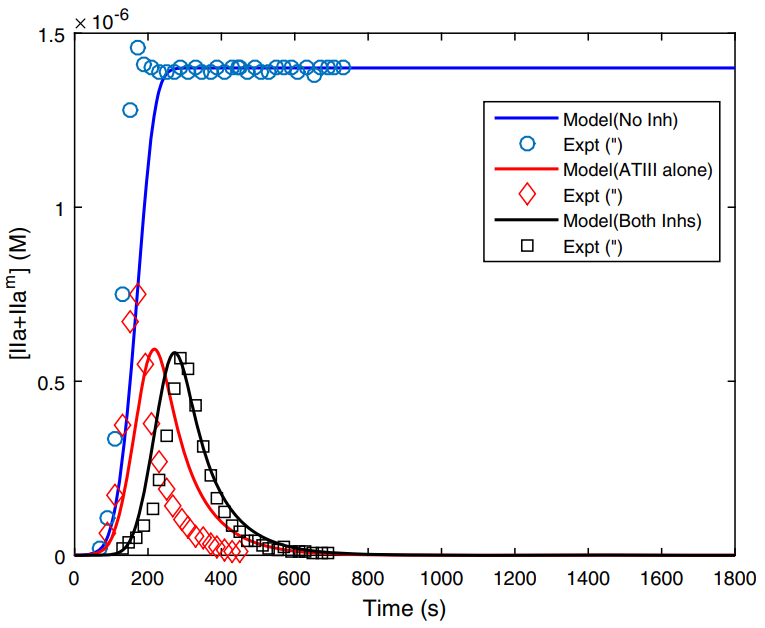 × 10⁻⁶
1.5
1
0.5
0
[IIa+IIaᵐ] (M)
Model(No Inh)
Expt (")
Model(ATIII alone)
Expt (")
Model(Both Inhs)
Expt (")
0 200 400 600 800 1000 1200 1400 1600 1800
Time (s)